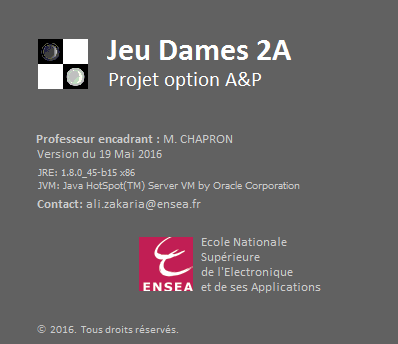 Jeu Dames 2A
Projet option A&P
Professeur encadrant : M. CHAPRON
Version du 19 Mai 2016
JRE: 1.8.0_45-b15 x86
JVM: Java HotSpot(TM) Server VM by Oracle Corporation
Contact: ali.zakaria@ensea.fr
ENSEA
Ecole Nationale
Supérieure
de l'Electronique
et de ses Applications
© 2016. Tous droits réservés.